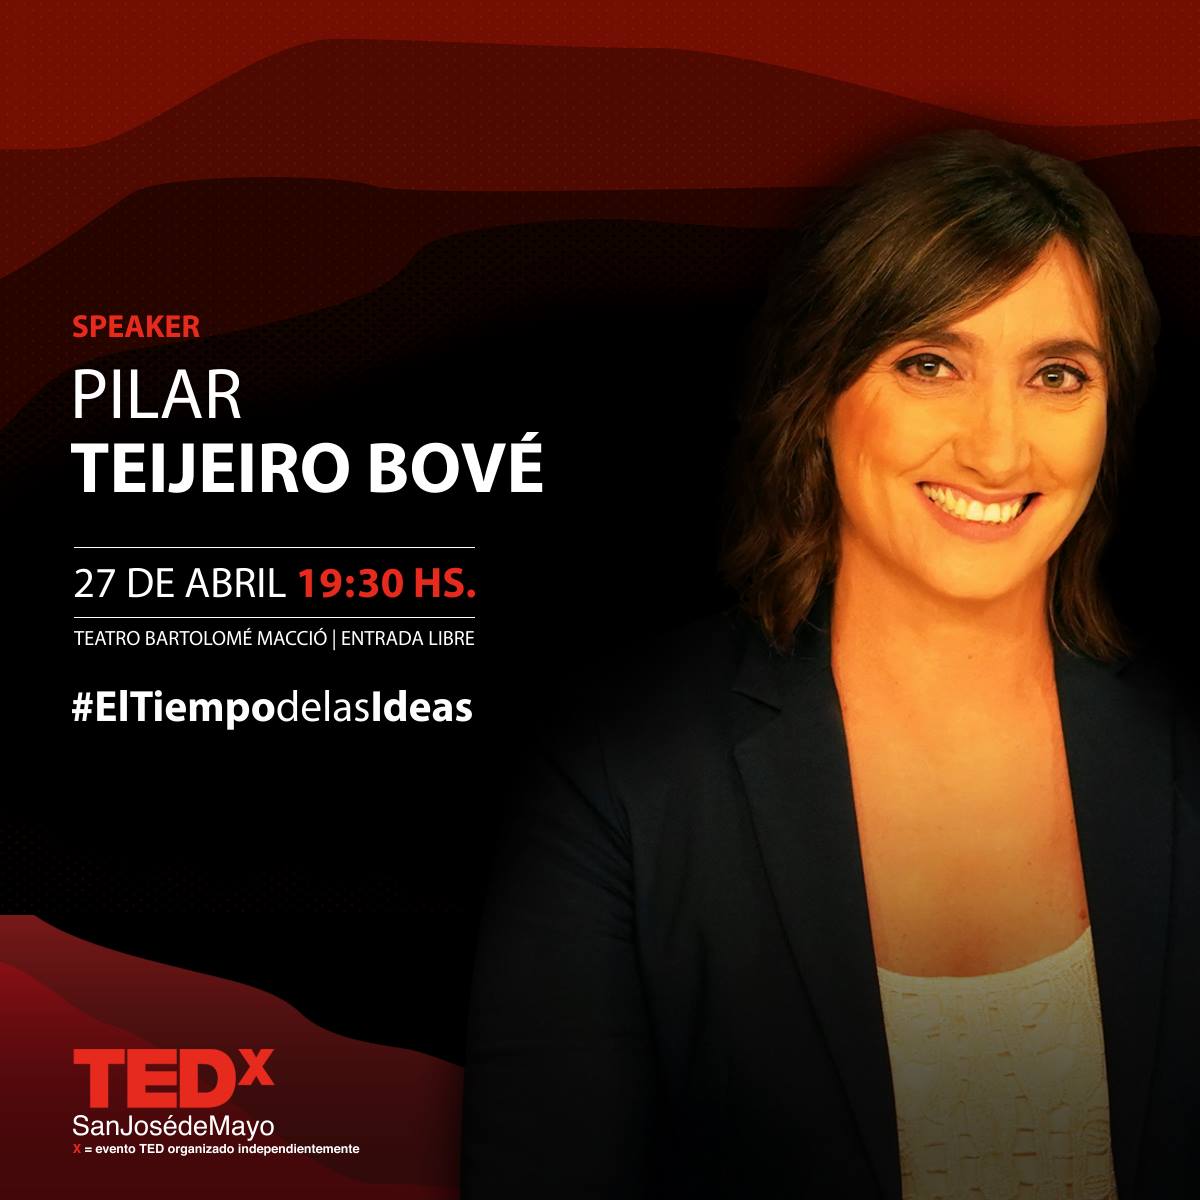 SPEAKER
PILAR
TEIJEIRO BOVÉ
27 DE ABRIL 19:30 HS.
TEATRO BARTOLOMÉ MACCIÓ | ENTRADA LIBRE
#ElTiempodelasIdeas
TEDx
SanJosédeMayo
X = evento TED organizado independientemente